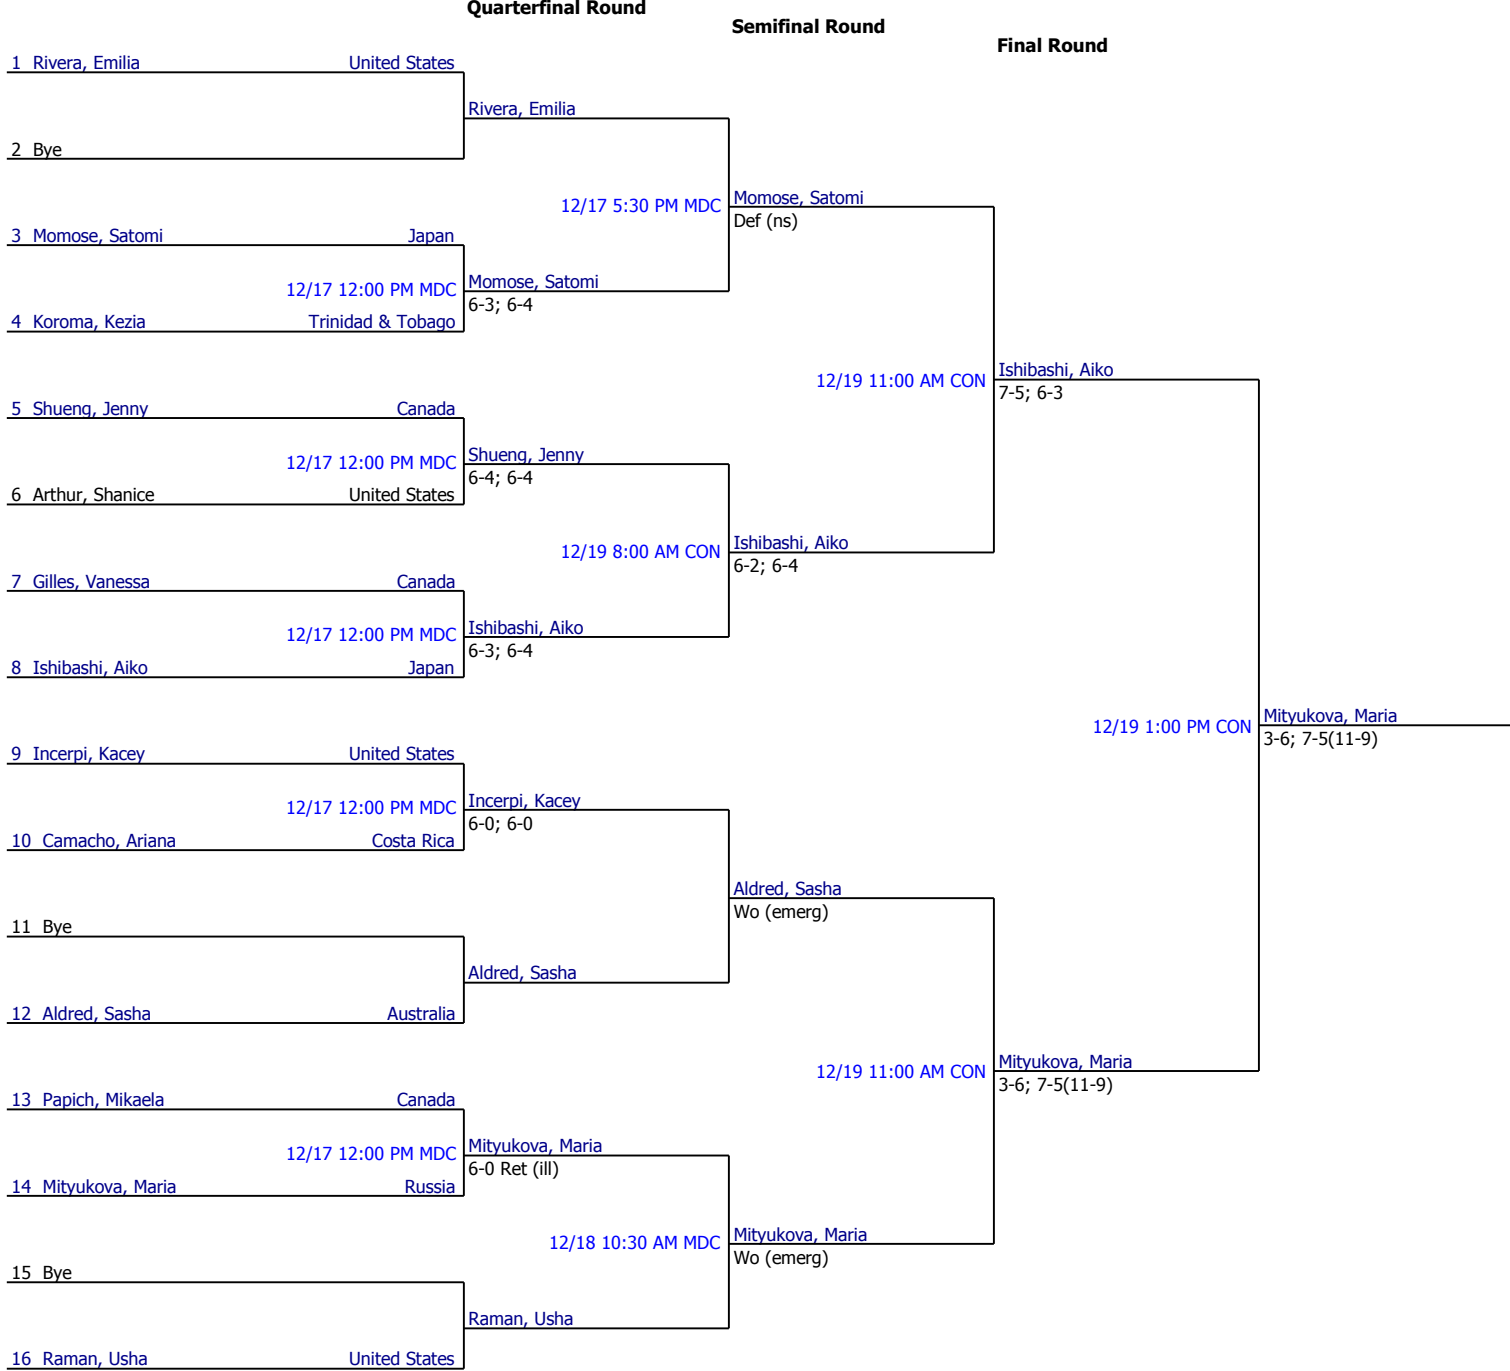 Quarterfinal Round
Semifinal Round
Final Round
1 Rivera, Emilia United States
Rivera, Emilia
2 Bye
12/17 5:30 PM MDC Momose, Satomi
Def (ns)
3 Momose, Satomi Japan
12/17 12:00 PM MDC Momose, Satomi
6-3; 6-4
4 Koroma, Kezia Trinidad & Tobago
12/19 11:00 AM CON Ishibashi, Aiko
7-5; 6-3
5 Shueng, Jenny Canada
12/17 12:00 PM MDC Shueng, Jenny
6-4; 6-4
6 Arthur, Shanice United States
12/19 8:00 AM CON Ishibashi, Aiko
6-2; 6-4
7 Gilles, Vanessa Canada
12/17 12:00 PM MDC Ishibashi, Aiko
6-3; 6-4
8 Ishibashi, Aiko Japan
12/19 1:00 PM CON Mityukova, Maria
3-6; 7-5(11-9)
9 Incerpi, Kacey United States
12/17 12:00 PM MDC Incerpi, Kacey
6-0; 6-0
10 Camacho, Ariana Costa Rica
Aldred, Sasha
Wo (emerg)
11 Bye
Aldred, Sasha
12 Aldred, Sasha Australia
12/19 11:00 AM CON Mityukova, Maria
3-6; 7-5(11-9)
13 Papich, Mikaela Canada
12/17 12:00 PM MDC Mityukova, Maria
6-0 Ret (ill)
14 Mityukova, Maria Russia
12/18 10:30 AM MDC Mityukova, Maria
Wo (emerg)
15 Bye
Raman, Usha
16 Raman, Usha United States